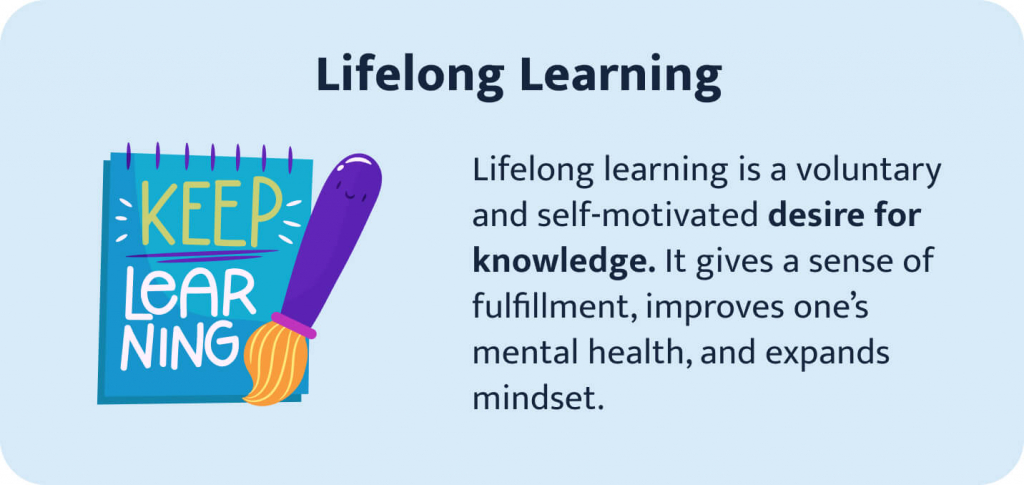 Lifelong Learning
KEEP
LeAR
NING
Lifelong learning is a voluntary
and self-motivated desire for
knowledge. It gives a sense of
fulfillment, improves one’s
mental health, and expands
mindset.